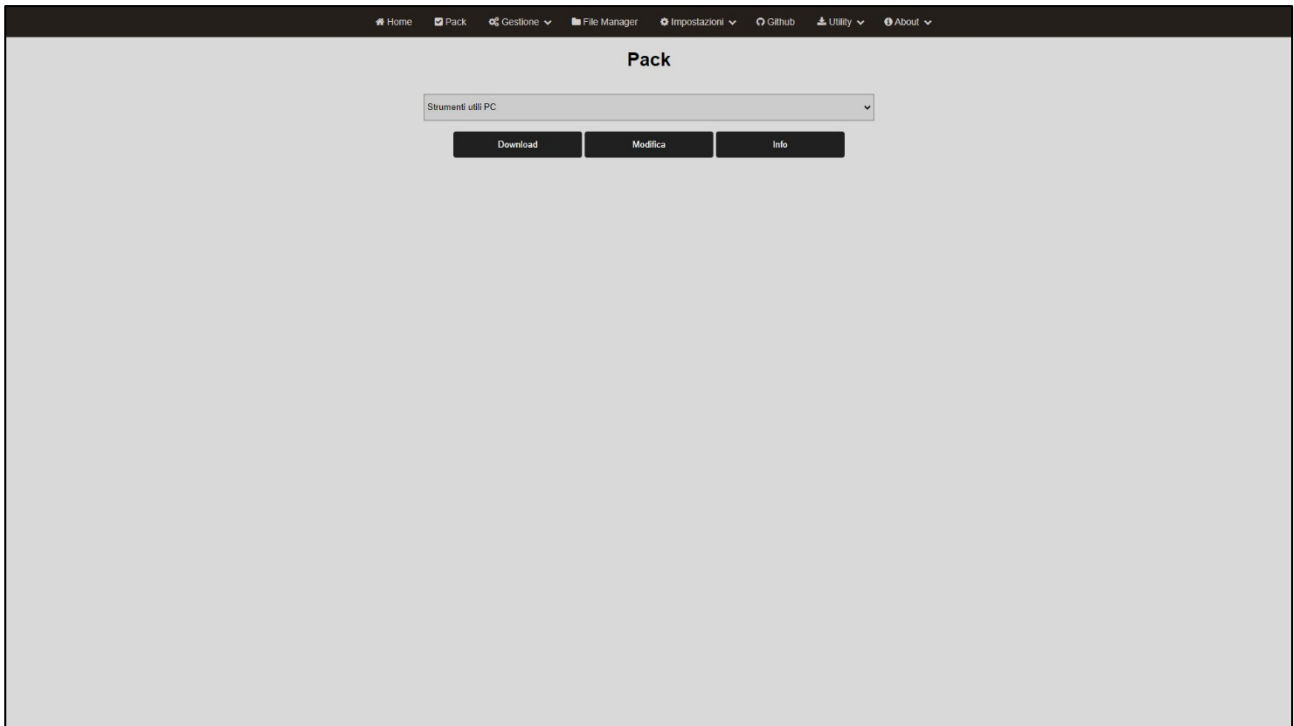 Home Pack Gestione File Manager Impostazioni Github Utility About
Pack
Strumenti utili PC
Download Modifica Info